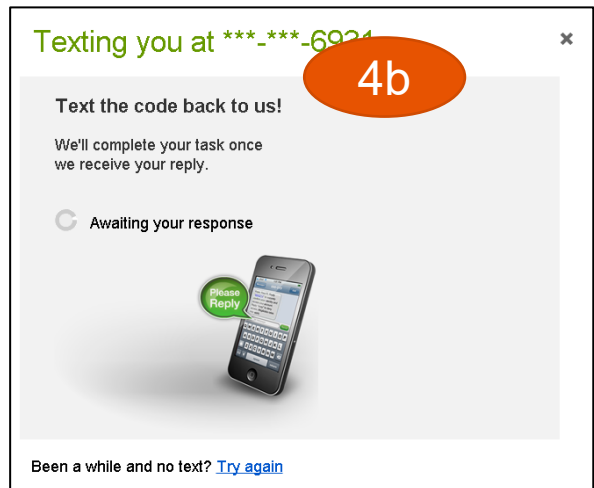 Texting you at ***-***-6921
4b
Text the code back to us!
We'll complete your task once
we receive your reply.
Awaiting your response
Please
Reply
Been a while and no text? Try again